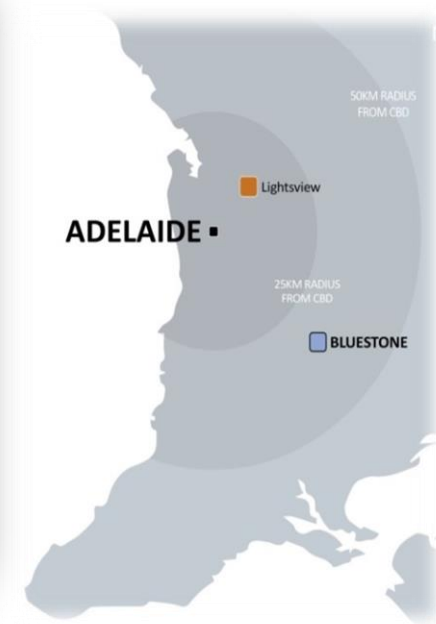 50KM RADIUS
FROM CBD
Lightsview
ADELAIDE
25KM RADIUS
FROM CBD
BLUESTONE